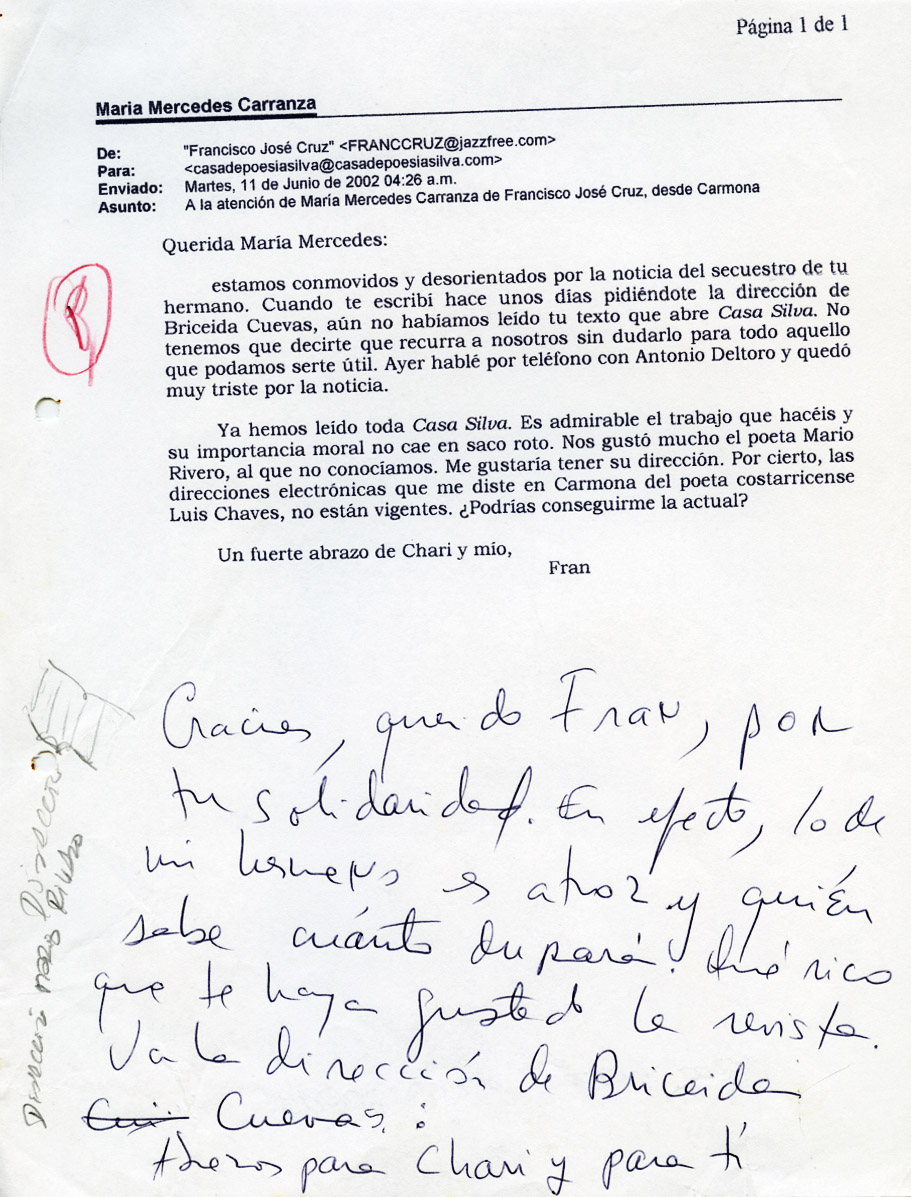 Página 1 de 1
Maria Mercedes Carranza
De: "Francisco José Cruz" <FRANCCRUZ@jazzfree.com>
Para: <casadepoesiasilva@casadepoesiasilva.com>
Enviado: Martes, 11 de Junio de 2002 04:26 a.m.
Asunto: A la atención de María Mercedes Carranza de Francisco José Cruz, desde Carmona
Querida María Mercedes:
estamos conmovidos y desorientados por la noticia del secuestro de tu
hermano. Cuando te escribí hace unos días pidiéndote la dirección de
Briceida Cuevas, aún no habíamos leído tu texto que abre Casa Silva. No
tenemos que decirte que recurra a nosotros sin dudarlo para todo aquello
que podamos serte útil. Ayer hablé por teléfono con Antonio Deltoro y quedó
muy triste por la noticia.
Ya hemos leído toda Casa Silva. Es admirable el trabajo que hacéis y
su importancia moral no cae en saco roto. Nos gustó mucho el poeta Mario
Rivero, al que no conocíamos. Me gustaría tener su dirección. Por cierto, las
direcciones electrónicas que me diste en Carmona del poeta costarricense
Luis Chaves, no están vigentes. ¿Podrías conseguirme la actual?
Un fuerte abrazo de Chari y mío,
Fran
R
Gracias, querido Fran, por
tu solidaridad. En efecto, lo de
mi hermano es atroz y quién
sabe cuánto durará! Qué rico
que te haya gustado la revista.
Va la dirección de Briceida
Cuevas:
Abrazos para Chari y para tí
Dirección
Dirección Mario Rivero